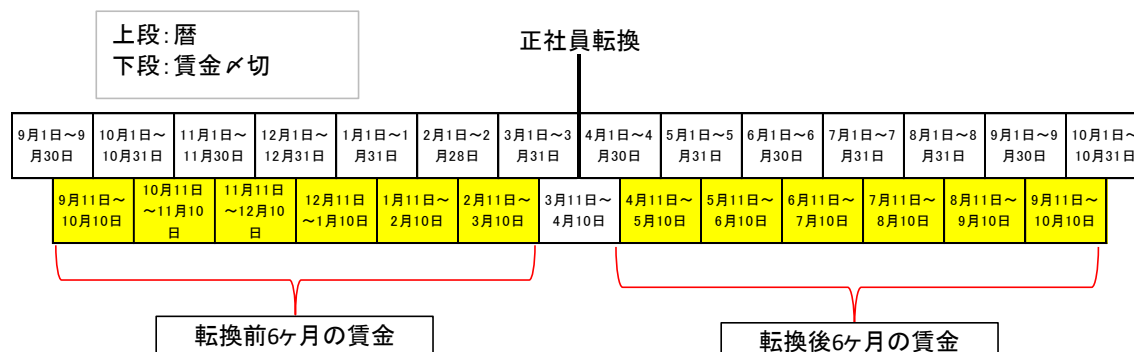 上段:暦
下段:賃金〆切
正社員転換
9月1日～9
月30日
10月1日～
10月31日
11月1日～
11月30日
12月1日～
12月31日
1月1日～1
月31日
2月1日～2
月28日
3月1日～3
月31日
4月1日～4
月30日
5月1日～5
月31日
6月1日～6
月30日
7月1日～7
月31日
8月1日～8
月31日
9月1日～9
月30日
10月1日～
10月31日
9月11日～
10月10日
10月11日
～11月10
日
11月11日
～12月10
日
12月11日
～1月10日
1月11日～
2月10日
2月11日～
3月10日
3月11日～
4月10日
4月11日～
5月10日
5月11日～
6月10日
6月11日～
7月10日
7月11日～
8月10日
8月11日～
9月10日
9月11日～
10月10日
転換前6ヶ月の賃金
転換後6ヶ月の賃金